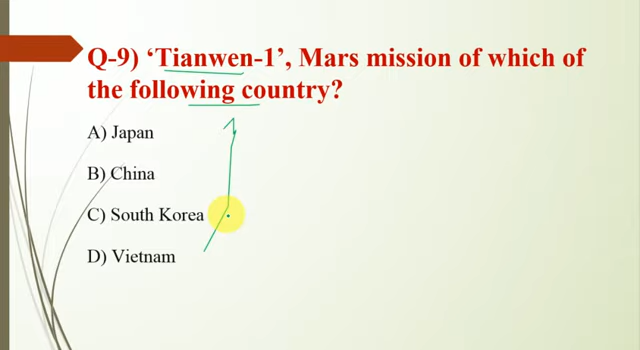 Q-9) ‘Tianwen-1’, Mars mission of which of
the following country?
A) Japan
B) China
C) South Korea
D) Vietnam